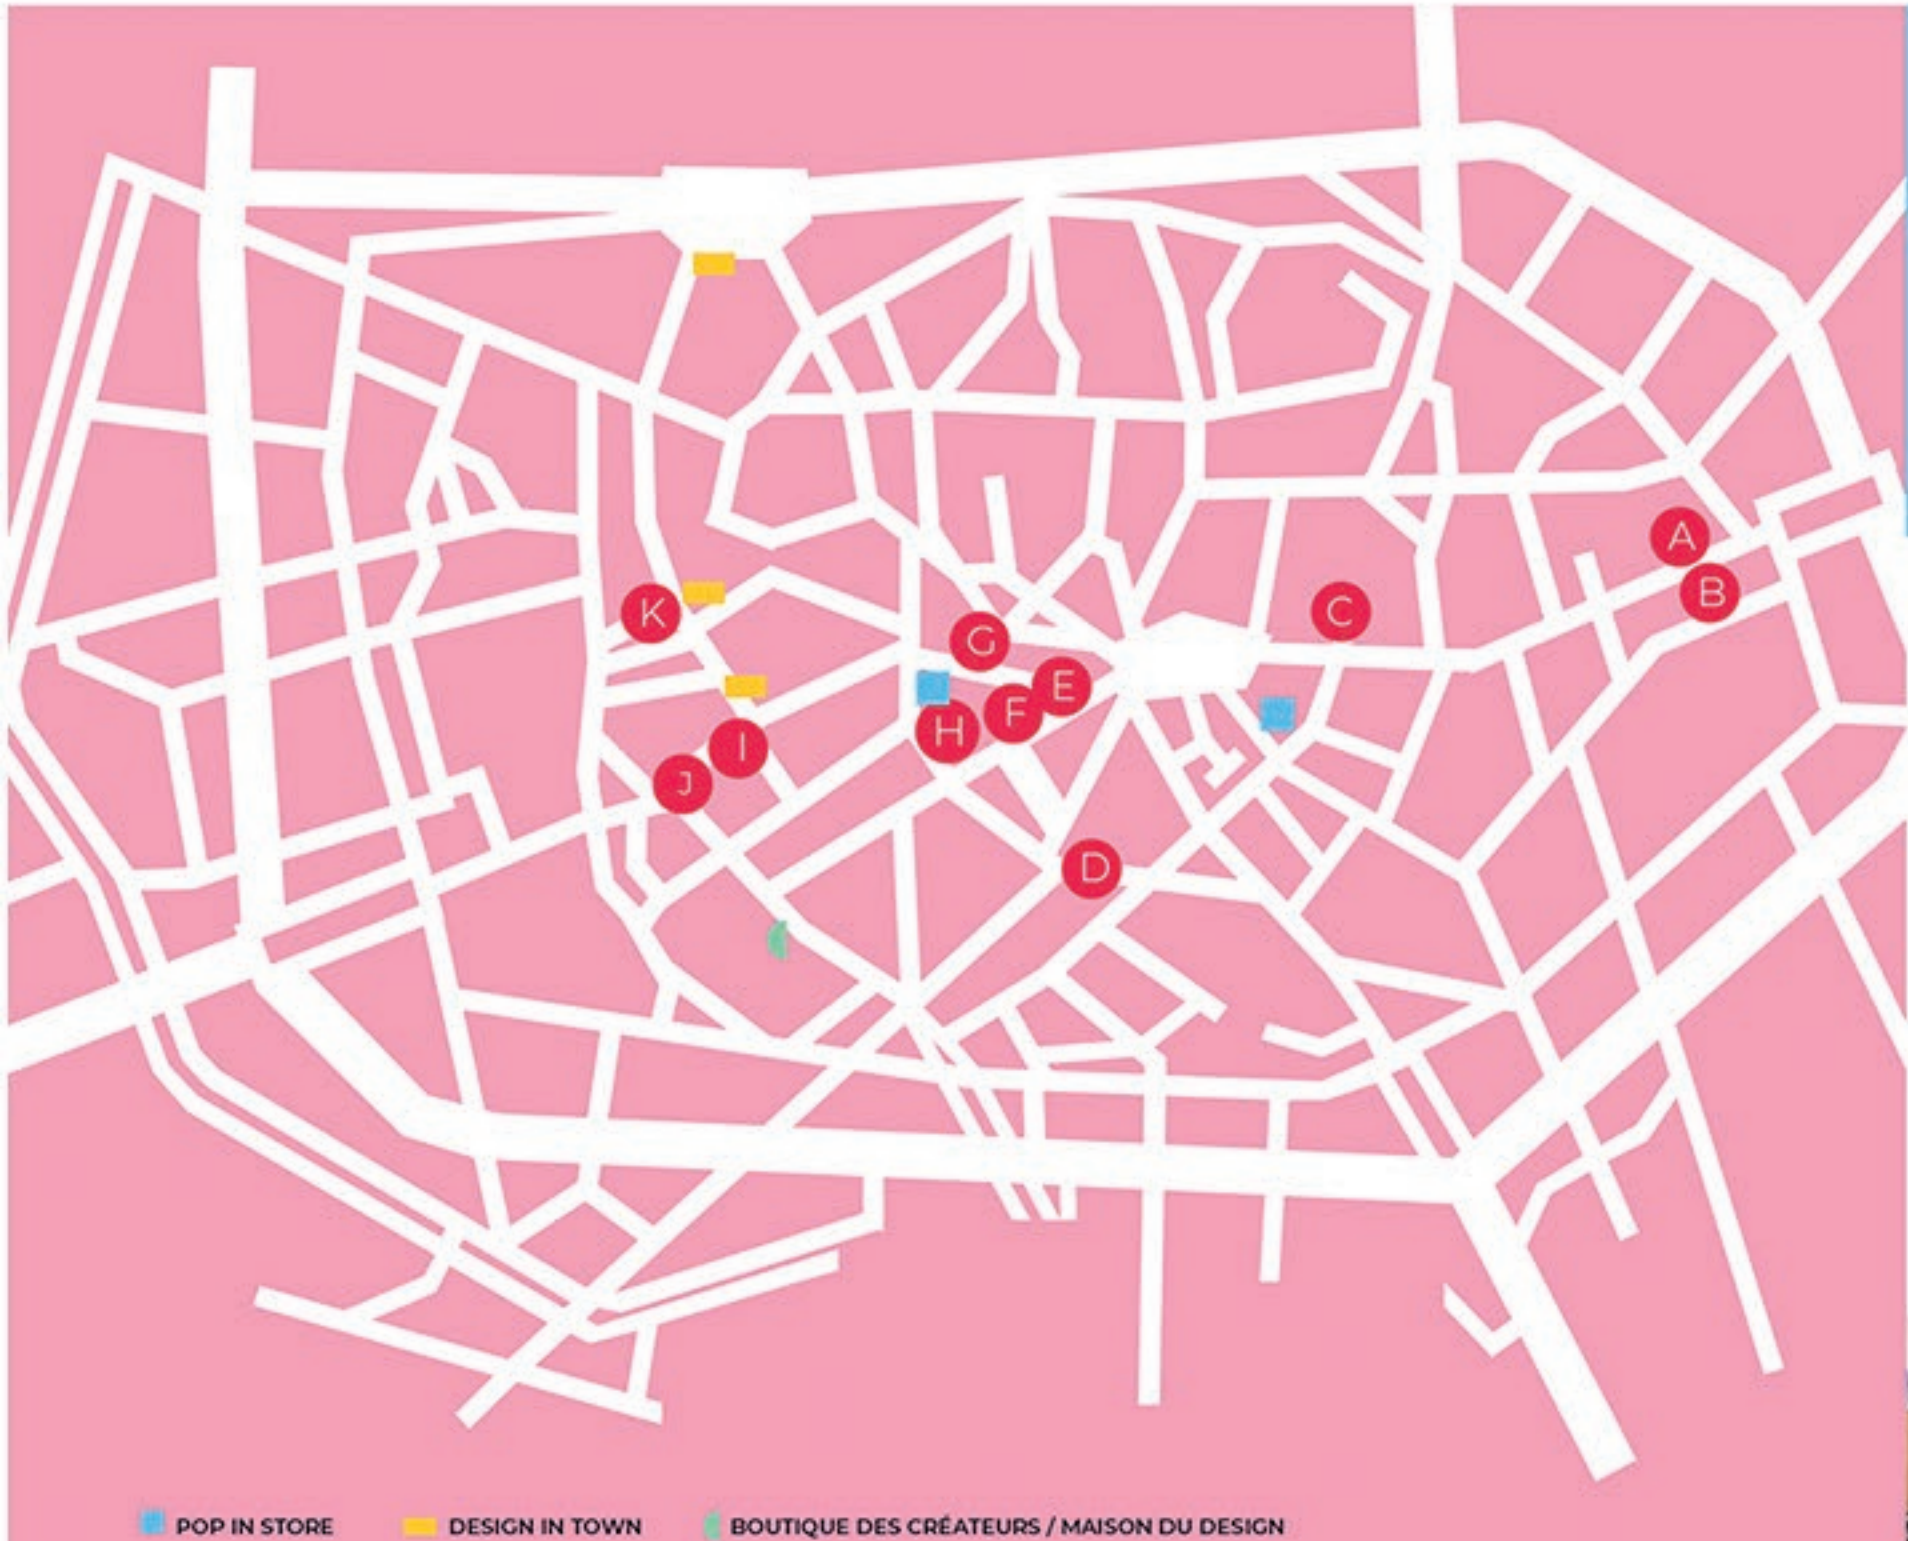 A
B
C
K
G
E
F
H
I
J
D
POP IN STORE
DESIGN IN TOWN
BOUTIQUE DES CRÉATEURS / MAISON DU DESIGN